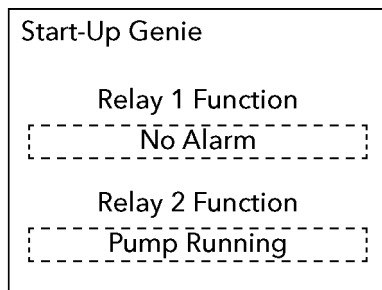 Start-Up Genie
Relay 1 Function
No Alarm
Relay 2 Function
Pump Running